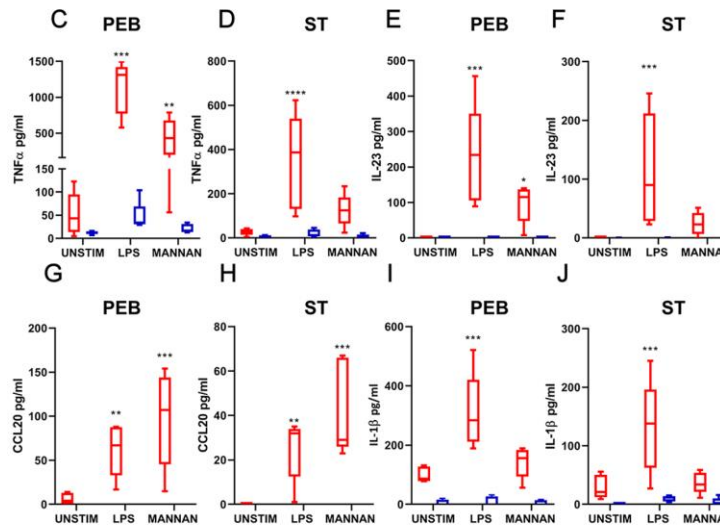 C PEB
***
**
TNFα pg/ml
1500
1000
500
150
100
50
0
UNSTIM LPS MANNAN
D ST
****
TNFα pg/ml
800
600
400
200
0
UNSTIM LPS MANNAN
E PEB
***
*
IL-23 pg/ml
500
400
300
200
100
0
UNSTIM LPS MANNAN
F ST
***
IL-23 pg/ml
300
200
100
0
UNSTIM LPS MANNAN
G PEB
**
***
CCL20 pg/ml
200
150
100
50
0
UNSTIM LPS MANNAN
H ST
**
***
CCL20 pg/ml
80
60
40
20
0
UNSTIM LPS MANNAN
I PEB
***
IL-1β pg/ml
600
400
200
0
UNSTIM LPS MANNAN
J ST
***
IL-1β pg/ml
300
200
100
0
UNSTIM LPS MANNAN